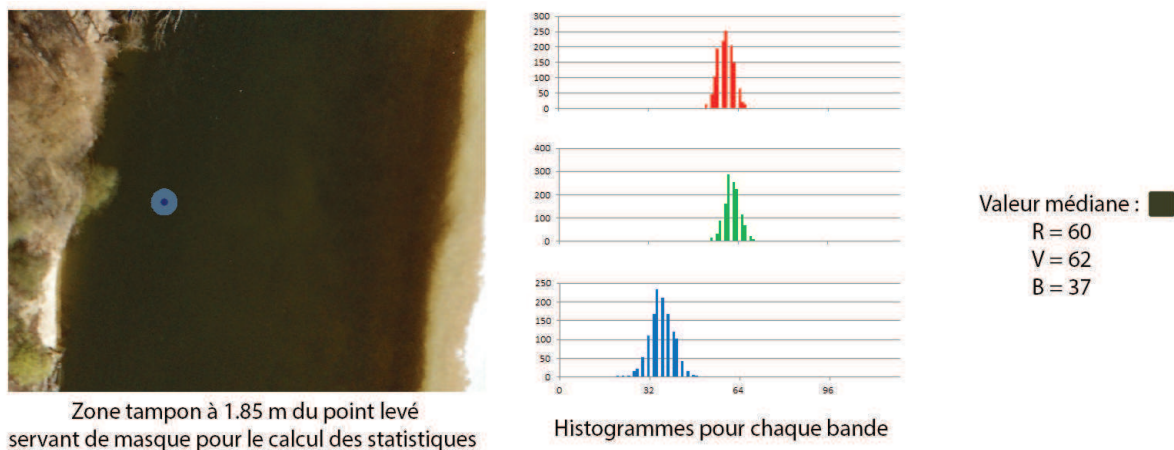 300
250
200
150
100
50
0
400
300
200
100
0
250
200
150
100
50
0
0 32 64 96
Valeur médiane :
R = 60
V = 62
B = 37
Zone tampon à 1.85 m du point levé
servant de masque pour le calcul des statistiques
Histogrammes pour chaque bande